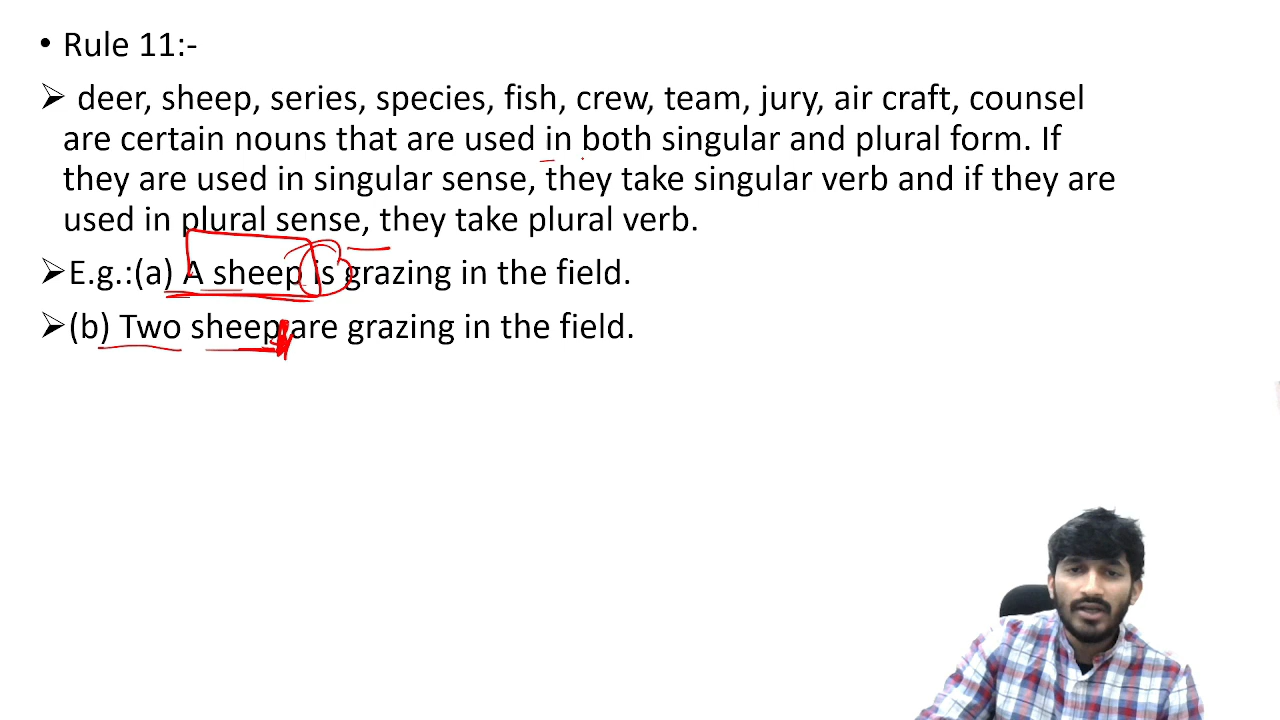 • Rule 11:-
➢ deer, sheep, series, species, fish, crew, team, jury, air craft, counsel
are certain nouns that are used in both singular and plural form. If
they are used in singular sense, they take singular verb and if they are
used in plural sense, they take plural verb.
➢E.g.:(a) A sheep is grazing in the field.
➢(b) Two sheep are grazing in the field.